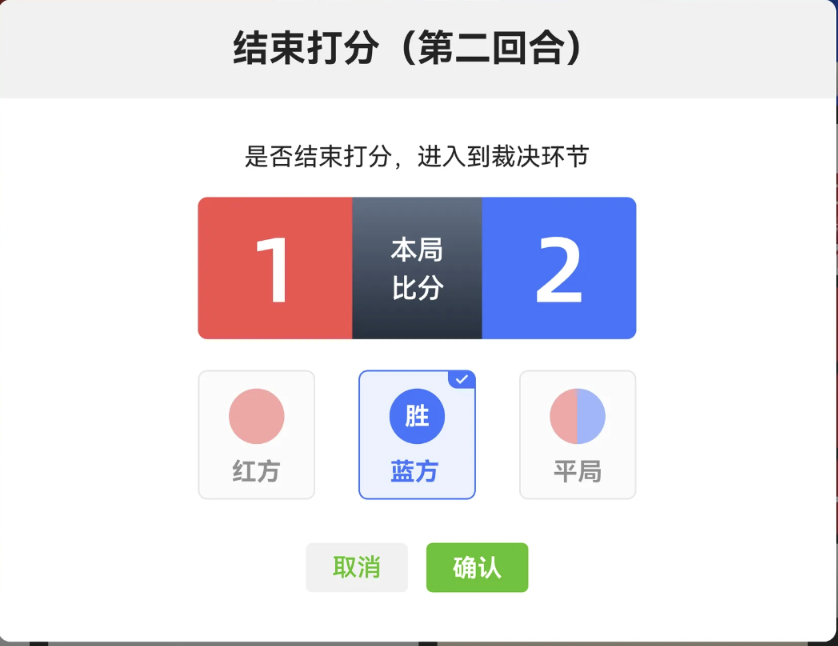 结束打分（第二回合）
是否结束打分，进入到裁决环节
1
本局
比分
2
胜
红方
蓝方
平局
取消
确认